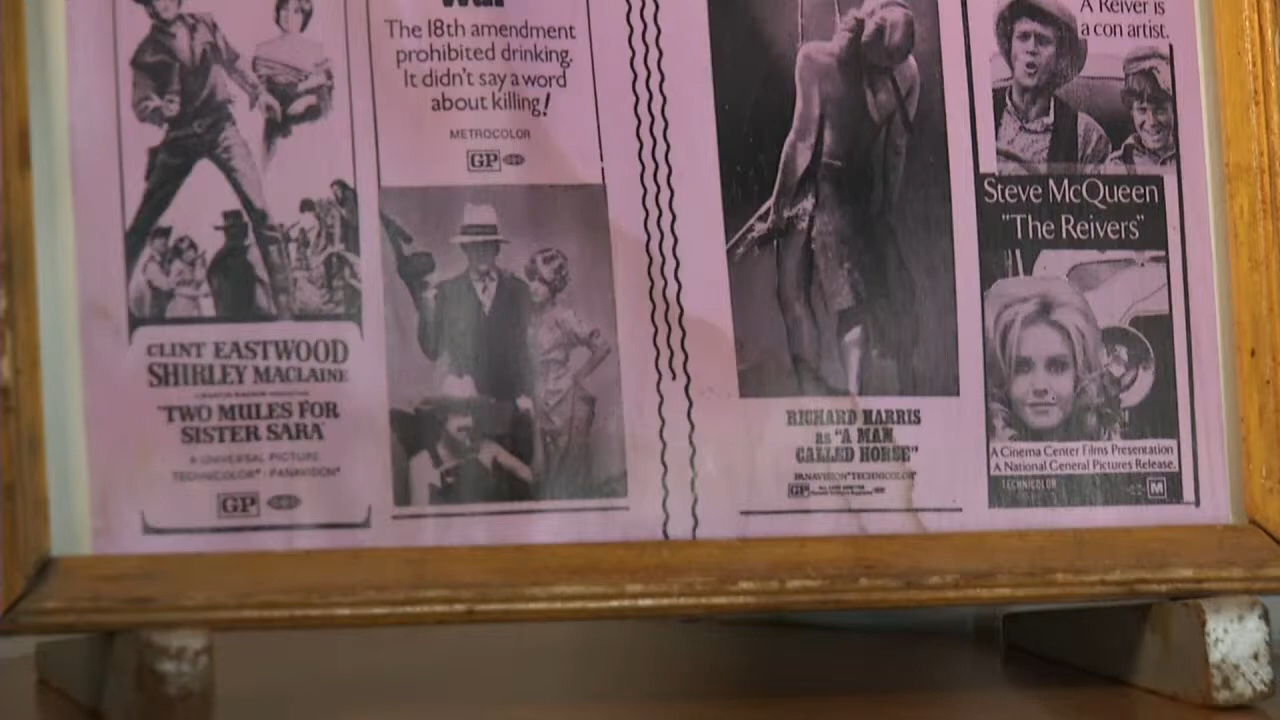 CLINT EASTWOOD
SHIRLEY MACLAINE
"TWO MULES FOR
SISTER SARA"
A UNIVERSAL PICTURE
TECHNICOLOR® · PANAVISION®
GP
The 18th amendment
prohibited drinking.
It didn't say a word
about killing!
METROCOLOR
GP
RICHARD HARRIS
as "A MAN
CALLED HORSE"
PANAVISION® TECHNICOLOR®
GP
A Reiver is
a con artist.
Steve McQueen
"The Reivers"
A Cinema Center Films Presentation
A National General Pictures Release.
TECHNICOLOR
M